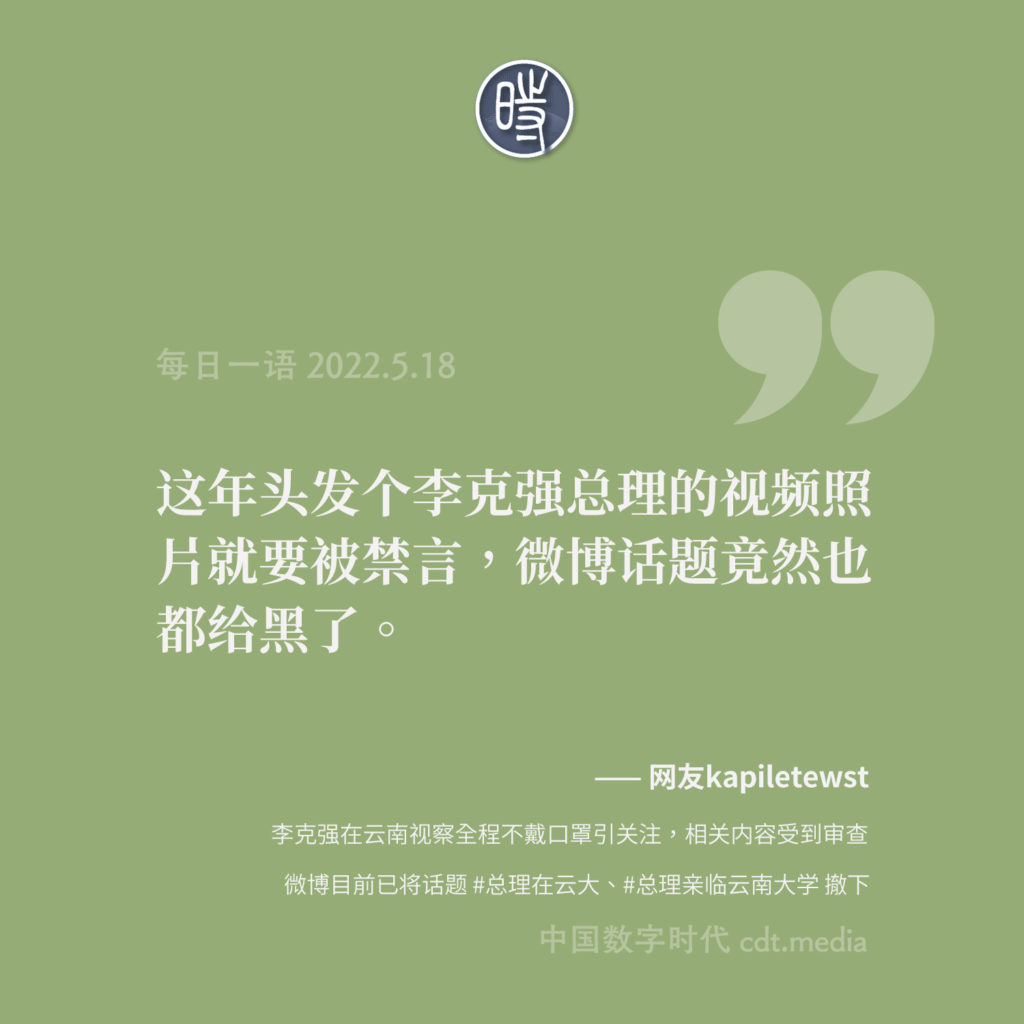 時
每日一语 2022.5.18
这年头发个李克强总理的视频照
片就要被禁言，微博话题竟然也
都给黑了。
—— 网友kapiletewst
李克强在云南视察全程不戴口罩引关注，相关内容受到审查
微博目前已将话题 #总理在云大、#总理亲临云南大学 撤下
中国数字时代 cdt.media